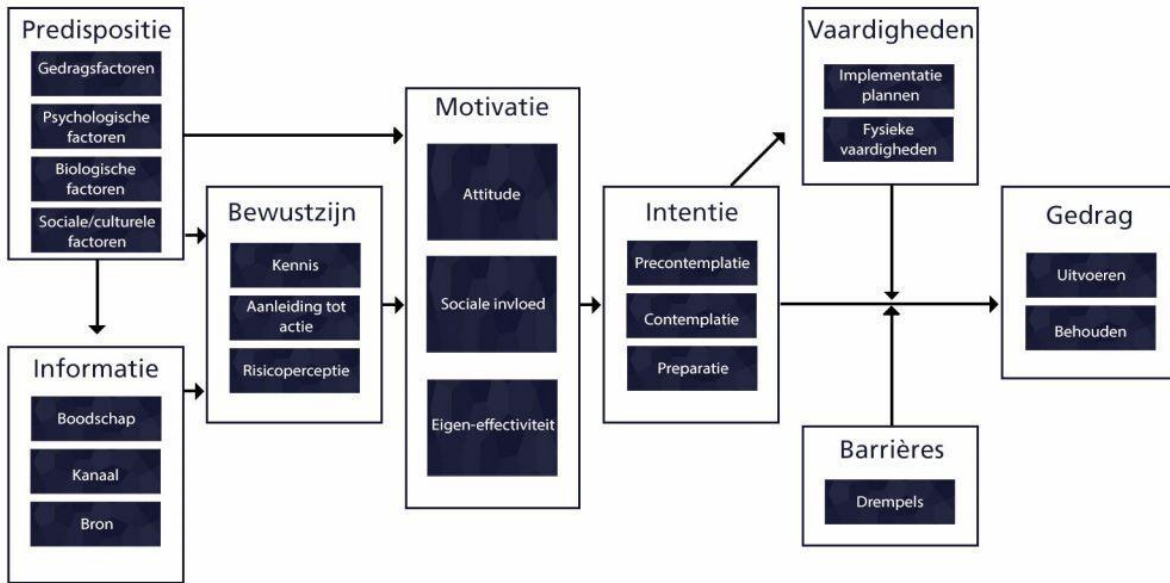 Predispositie
Gedragsfactoren
Psychologische
factoren
Biologische
factoren
Sociale/culturele
factoren
Informatie
Boodschap
Kanaal
Bron
Bewustzijn
Kennis
Aanleiding tot
actie
Risicoperceptie
Motivatie
Attitude
Sociale invloed
Eigen-effectiviteit
Intentie
Precontemplatie
Contemplatie
Preparatie
Vaardigheden
Implementatie
plannen
Fysieke
vaardigheden
Barrières
Drempels
Gedrag
Uitvoeren
Behouden